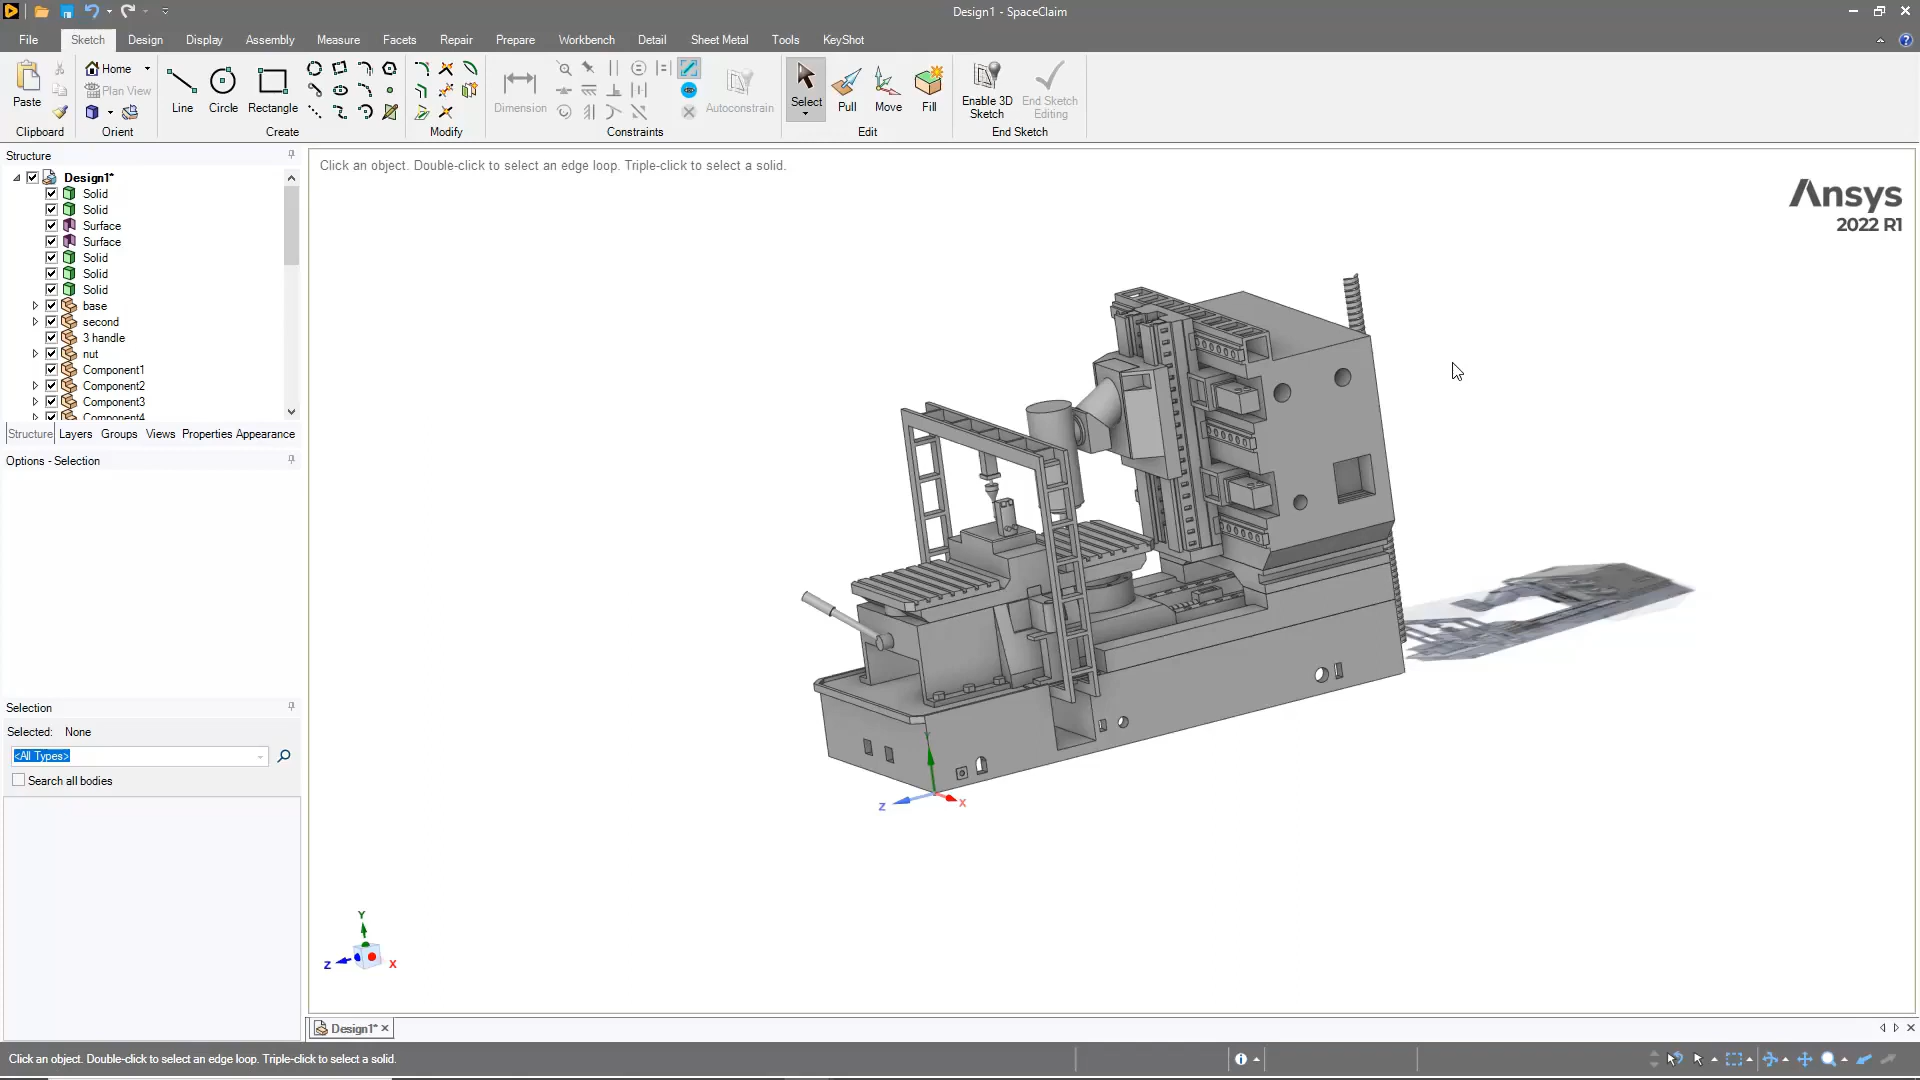 Design1 - SpaceClaim
File Sketch Design Display Assembly Measure Facets Repair Prepare Workbench Detail Sheet Metal Tools KeyShot
Paste
Home
Plan View
Line Circle Rectangle
Dimension
Autoconstrain
Select Pull Move Fill
Enable 3D Sketch
End Sketch Editing
Clipboard Orient Create Modify Constraints Edit End Sketch
Structure
Design1*
Solid
Solid
Surface
Surface
Solid
Solid
Solid
base
second
3 handle
nut
Component1
Component2
Component3
Component4
Structure Layers Groups Views Properties Appearance
Options - Selection
Selection
Selected: None
<All Types>
Search all bodies
Click an object. Double-click to select an edge loop. Triple-click to select a solid.
Ansys
2022 R1
Y
Z X
Y
Z X
Design1*
Click an object. Double-click to select an edge loop. Triple-click to select a solid.